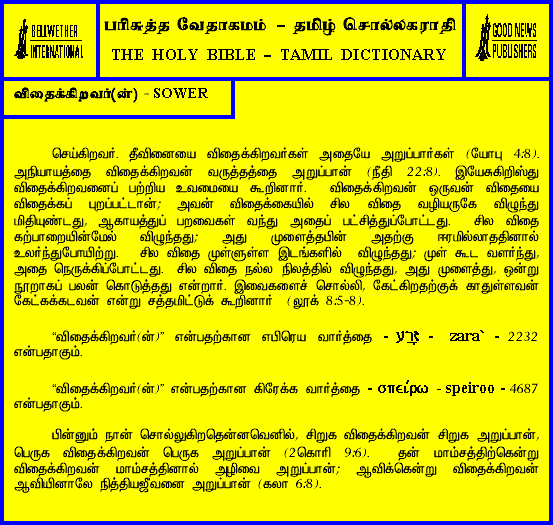 BELLWETHER
INTERNATIONAL
பரிசுத்த வேதாகமம் – தமிழ் சொல்லகராதி
THE HOLY BIBLE – TAMIL DICTIONARY
GOOD NEWS
PUBLISHERS
விதைக்கிறவர்(ன்) - SOWER
செய்கிறவர். தீவினையை விதைக்கிறவர்கள் அதையே அறுப்பார்கள் (யோபு 4:8).
அநியாயத்தை விதைக்கிறவன் வருத்தத்தை அறுப்பான் (நீதி 22:8). இயேசுகிறிஸ்து
விதைக்கிறவனைப் பற்றிய உவமையை கூறினார். விதைக்கிறவன் ஒருவன் விதையை
விதைக்கப் புறப்பட்டான்; அவன் விதைக்கையில் சில விதை வழியருகே விழுந்து
மிதியுண்டது, ஆகாயத்துப் பறவைகள் வந்து அதைப் பட்சித்துப்போட்டது. சில விதை
கற்பாறையின்மேல் விழுந்தது; அது முளைத்தபின் அதற்கு ஈரமில்லாததினால்
உலர்ந்துபோயிற்று. சில விதை முள்ளுள்ள இடங்களில் விழுந்தது; முள் கூட வளர்ந்து,
அதை நெருக்கிப்போட்டது. சில விதை நல்ல நிலத்தில் விழுந்தது, அது முளைத்து, ஒன்று
நூறாகப் பலன் கொடுத்தது என்றார். இவைகளைச் சொல்லி, கேட்கிறதற்குக் காதுள்ளவன்
கேட்கக்கடவன் என்று சத்தமிட்டுக் கூறினார் (லூக் 8:5-8).
“விதைக்கிறவர்(ன்)” என்பதற்கான எபிரெய வார்த்தை - זָרַע - zara` - 2232
என்பதாகும்.
“விதைக்கிறவர்(ன்)” என்பதற்கான கிரேக்க வார்த்தை - σπείρω - speiroo - 4687
என்பதாகும்.
பின்னும் நான் சொல்லுகிறதென்னவெனில், சிறுக விதைக்கிறவன் சிறுக அறுப்பான்,
பெருக விதைக்கிறவன் பெருக அறுப்பான் (2கொரி 9:6). தன் மாம்சத்திற்கென்று
விதைக்கிறவன் மாம்சத்தினால் அழிவை அறுப்பான்; ஆவிக்கென்று விதைக்கிறவன்
ஆவியினாலே நித்தியஜீவனை அறுப்பான் (கலா 6:8).